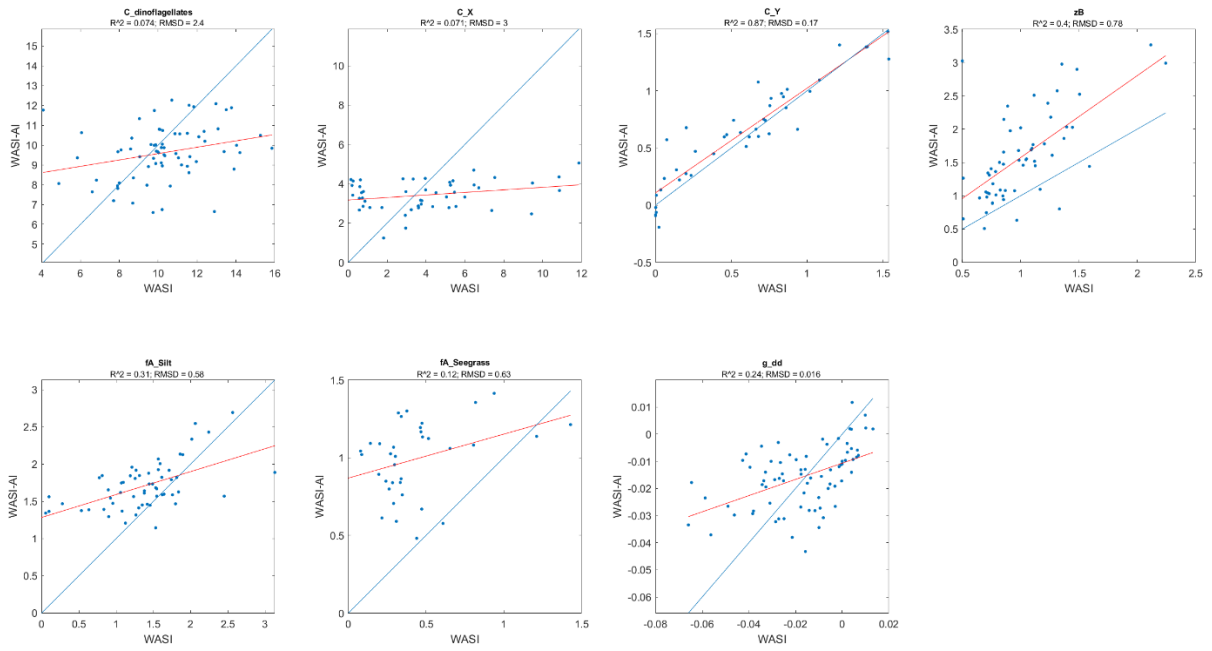 C_dinoflagellates
R^2 = 0.074; RMSD = 2.4
15
14
13
12
11
10
9
8
7
6
5
WASI-AI
4 6 8 10 12 14 16
WASI
C_X
R^2 = 0.071; RMSD = 3
10
8
6
4
2
0
WASI-AI
0 2 4 6 8 10 12
WASI
C_Y
R^2 = 0.87; RMSD = 0.17
1.5
1
0.5
0
-0.5
WASI-AI
0 0.5 1 1.5
WASI
zB
R^2 = 0.4; RMSD = 0.78
3.5
3
2.5
2
1.5
1
0.5
0
WASI-AI
0.5 1 1.5 2 2.5
WASI
fA_Silt
R^2 = 0.31; RMSD = 0.58
3
2.5
2
1.5
1
0.5
0
WASI-AI
0 0.5 1 1.5 2 2.5 3
WASI
fA_Seegrass
R^2 = 0.12; RMSD = 0.63
1.5
1
0.5
0
WASI-AI
0 0.5 1 1.5
WASI
g_dd
R^2 = 0.24; RMSD = 0.016
0.01
0
-0.01
-0.02
-0.03
-0.04
-0.05
-0.06
WASI-AI
-0.08 -0.06 -0.04 -0.02 0 0.02
WASI